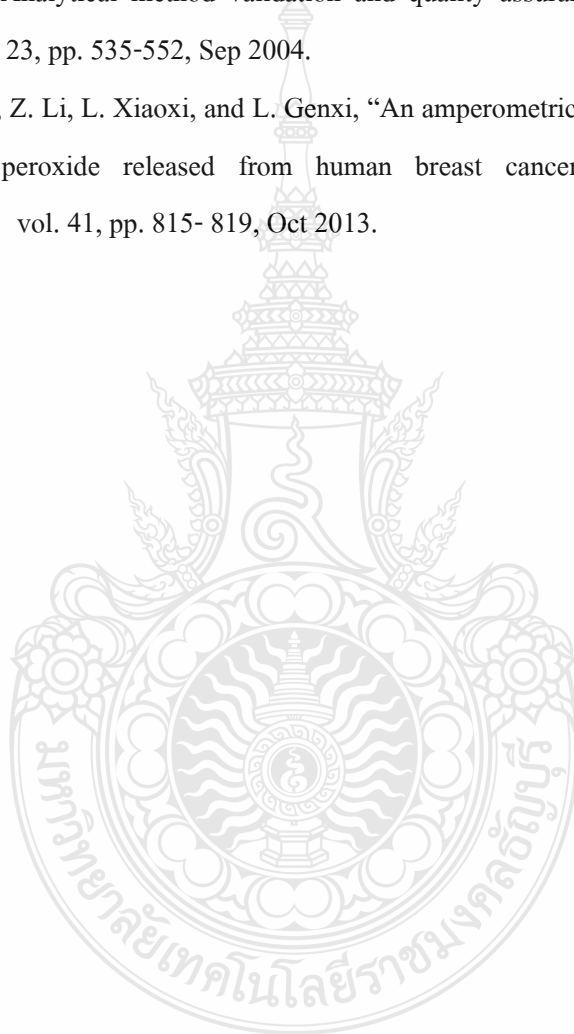 analytical method validation and quality assuran
23, pp. 535-552, Sep 2004.
, Z. Li, L. Xiaoxi, and L. Genxi, “An amperometric
peroxide released from human breast cancer
vol. 41, pp. 815- 819, Oct 2013.
มหาวิทยาลัยเทคโนโลยีราชมงคลธัญบุรี